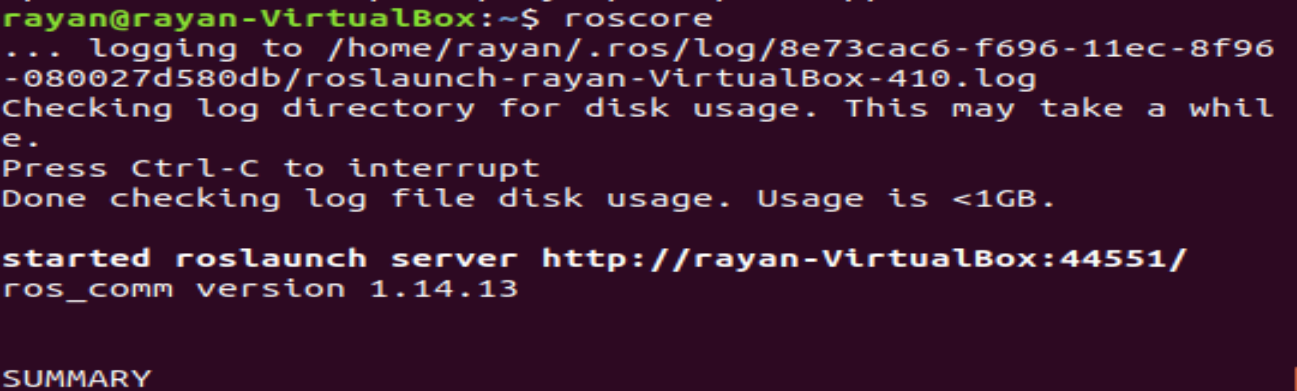 rayan@rayan-VirtualBox:~$ roscore
... logging to /home/rayan/.ros/log/8e73cac6-f696-11ec-8f96
-080027d580db/roslaunch-rayan-VirtualBox-410.log
Checking log directory for disk usage. This may take a whil
e.
Press Ctrl-C to interrupt
Done checking log file disk usage. Usage is <1GB.

started roslaunch server http://rayan-VirtualBox:44551/
ros_comm version 1.14.13

SUMMARY